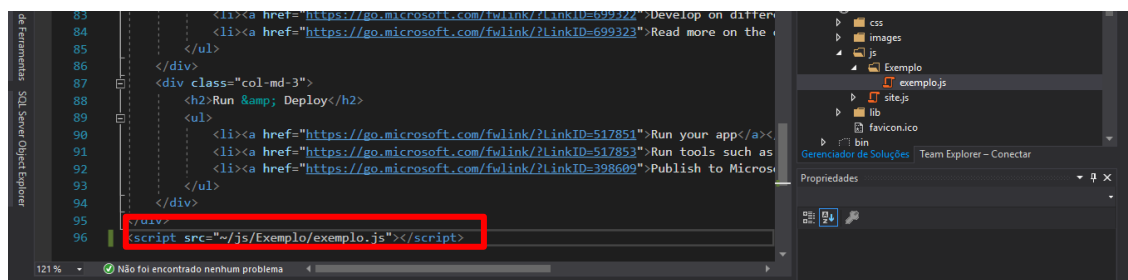 de Ferramentas
SQL Server Object Explorer
83 <li><a href="https://go.microsoft.com/fwlink/?LinkID=699322">Develop on differ
84 <li><a href="https://go.microsoft.com/fwlink/?LinkID=699323">Read more on the
85 </ul>
86 </div>
87 <div class="col-md-3">
88 <h2>Run &amp; Deploy</h2>
89 <ul>
90 <li><a href="https://go.microsoft.com/fwlink/?LinkID=517851">Run your app</a><
91 <li><a href="https://go.microsoft.com/fwlink/?LinkID=517853">Run tools such as
92 <li><a href="https://go.microsoft.com/fwlink/?LinkID=398609">Publish to Micros
93 </ul>
94 </div>
95 </div>
96 <script src="~/js/Exemplo/exemplo.js"></script>
121 % Não foi encontrado nenhum problema
css
images
js
Exemplo
exemplo.js
site.js
lib
favicon.ico
bin
Gerenciador de Soluções Team Explorer – Conectar
Propriedades